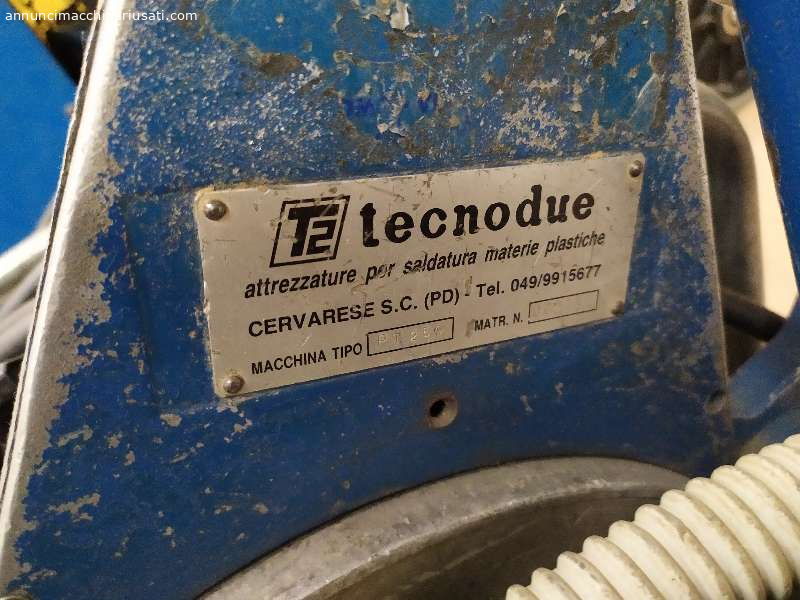 annuncimacchinariusati.com
T2 tecnodue
attrezzature per saldatura materie plastiche
CERVARESE S.C. (PD) - Tel. 049/9915677
MACCHINA TIPO MATR. N.